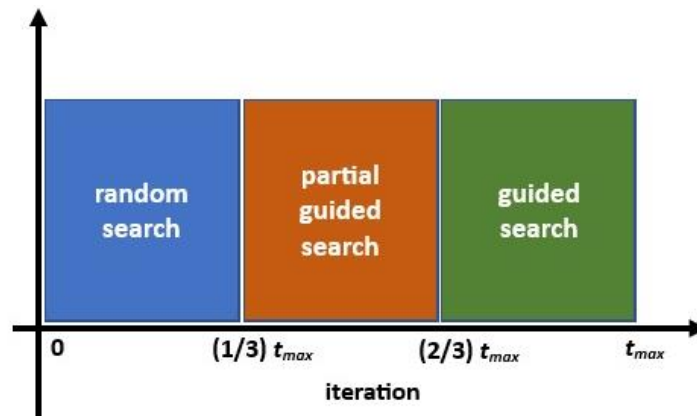 random
search
partial
guided
search
guided
search
0
(1/3) tmax
(2/3) tmax
tmax
iteration